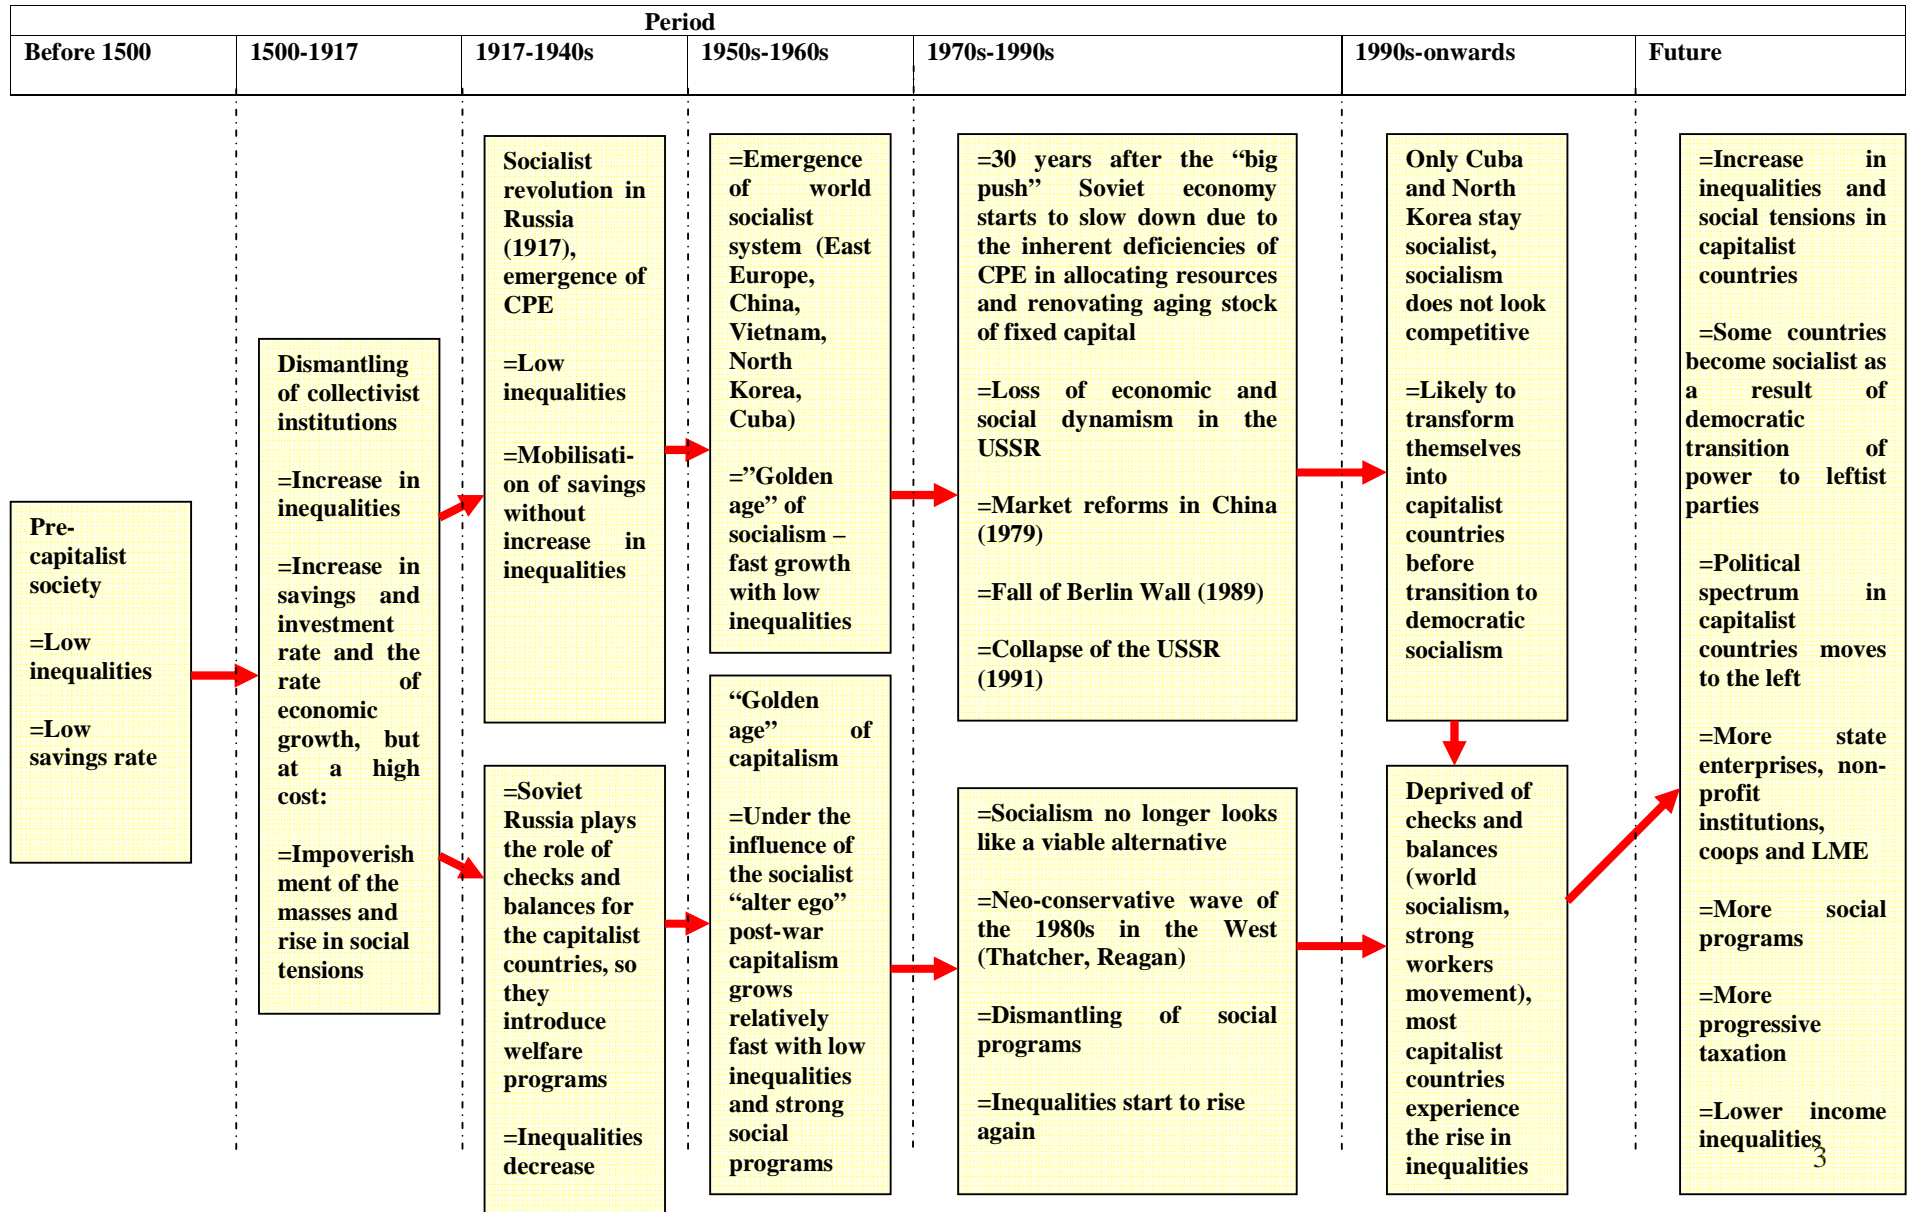 Period
Before 1500
1500-1917
1917-1940s
1950s-1960s
1970s-1990s
1990s-onwards
Future
Pre-
capitalist
society
=Low
inequalities
=Low
savings rate
Dismantling
of collectivist
institutions
=Increase in
inequalities
=Increase in
savings and
investment
rate and the
rate of
economic
growth, but
at a high
cost:
=Impoverish
ment of the
masses and
rise in social
tensions
Socialist
revolution in
Russia
(1917),
emergence of
CPE
=Low
inequalities
=Mobilisati-
on of savings
without
increase in
inequalities
=Soviet
Russia plays
the role of
checks and
balances for
the capitalist
countries, so
they
introduce
welfare
programs
=Inequalities
decrease
=Emergence
of world
socialist
system (East
Europe,
China,
Vietnam,
North
Korea,
Cuba)
=”Golden
age” of
socialism –
fast growth
with low
inequalities
“Golden
age” of
capitalism
=Under the
influence of
the socialist
“alter ego”
post-war
capitalism
grows
relatively
fast with low
inequalities
and strong
social
programs
=30 years after the “big
push” Soviet economy
starts to slow down due to
the inherent deficiencies of
CPE in allocating resources
and renovating aging stock
of fixed capital
=Loss of economic and
social dynamism in the
USSR
=Market reforms in China
(1979)
=Fall of Berlin Wall (1989)
=Collapse of the USSR
(1991)
=Socialism no longer looks
like a viable alternative
=Neo-conservative wave of
the 1980s in the West
(Thatcher, Reagan)
=Dismantling of social
programs
=Inequalities start to rise
again
Only Cuba
and North
Korea stay
socialist,
socialism
does not look
competitive
=Likely to
transform
themselves
into
capitalist
countries
before
transition to
democratic
socialism
Deprived of
checks and
balances
(world
socialism,
strong
workers
movement),
most
capitalist
countries
experience
the rise in
inequalities
=Increase in
inequalities and
social tensions in
capitalist
countries
=Some countries
become socialist as
a result of
democratic
transition of
power to leftist
parties
=Political
spectrum in
capitalist
countries moves
to the left
=More state
enterprises, non-
profit
institutions,
coops and LME
=More social
programs
=More
progressive
taxation
=Lower income
inequalities
3